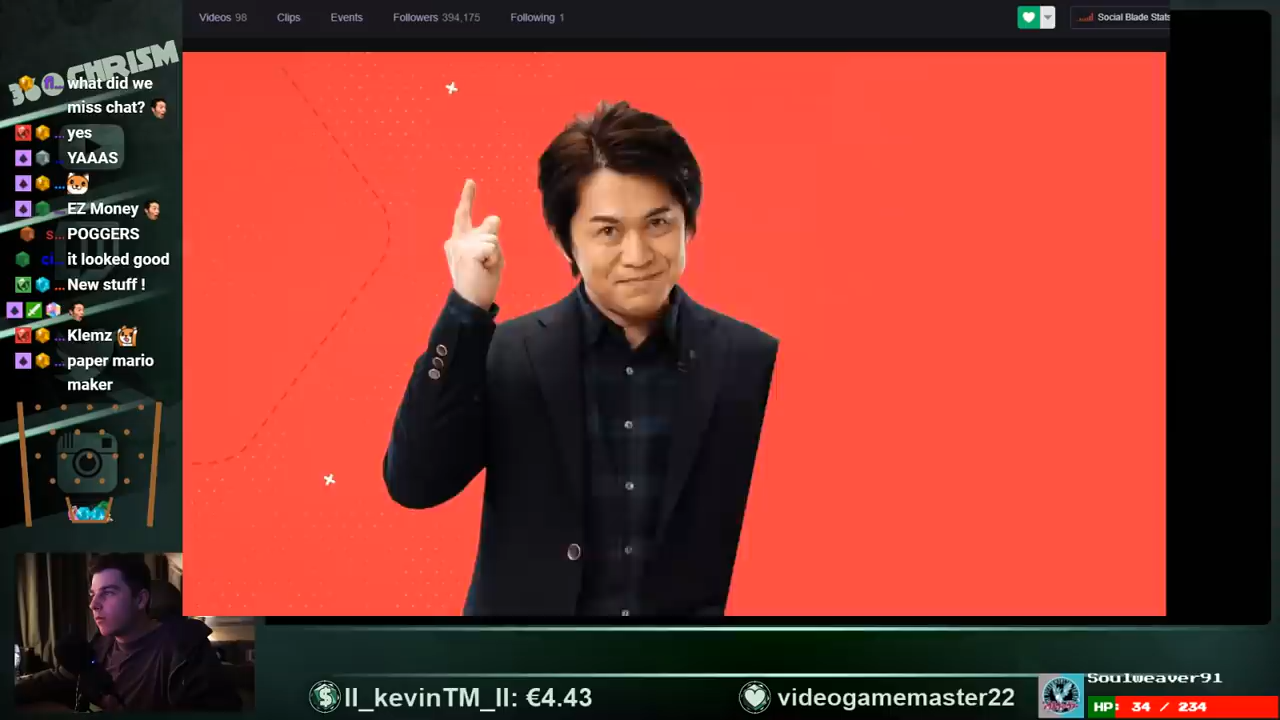 Videos 98 Clips Events Followers 394,175 Following 1 Social Blade Stats
360CHRISM
what did we
miss chat?
yes
YAAAS
EZ Money
POGGERS
it looked good
New stuff !
Klemz
paper mario
maker
ll_kevinTM_ll: €4.43
videogamemaster22
Soulweaver91
HP: 34 / 234